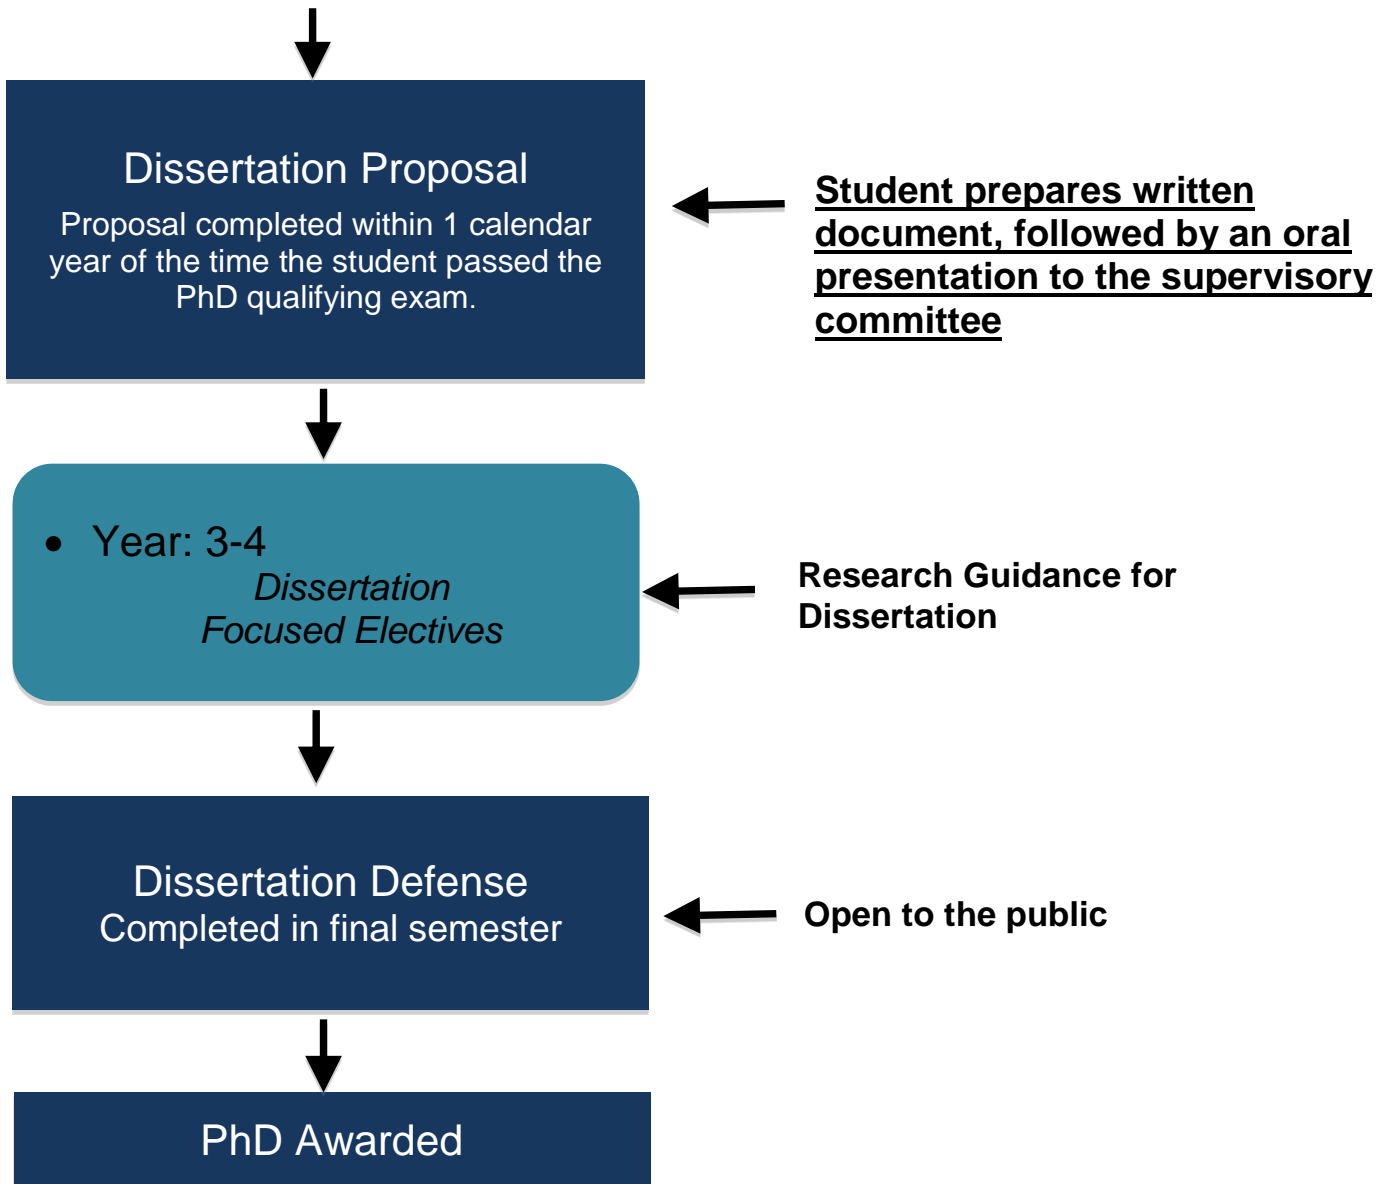 Dissertation Proposal
Proposal completed within 1 calendar
year of the time the student passed the
PhD qualifying exam.
Student prepares written
document, followed by an oral
presentation to the supervisory
committee
• Year: 3-4
Dissertation
Focused Electives
Research Guidance for
Dissertation
Dissertation Defense
Completed in final semester
Open to the public
PhD Awarded